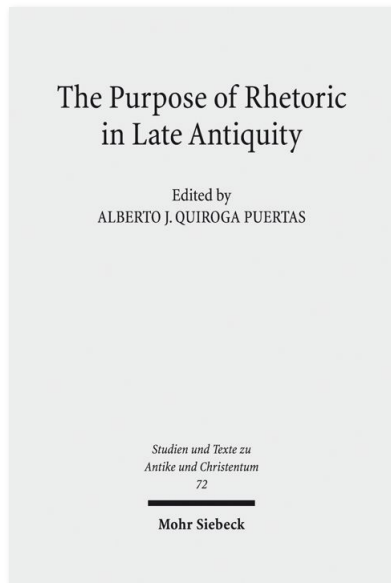 The Purpose of Rhetoric
in Late Antiquity
Edited by
ALBERTO J. QUIROGA PUERTAS
Studien und Texte zu
Antike und Christentum
72
Mohr Siebeck